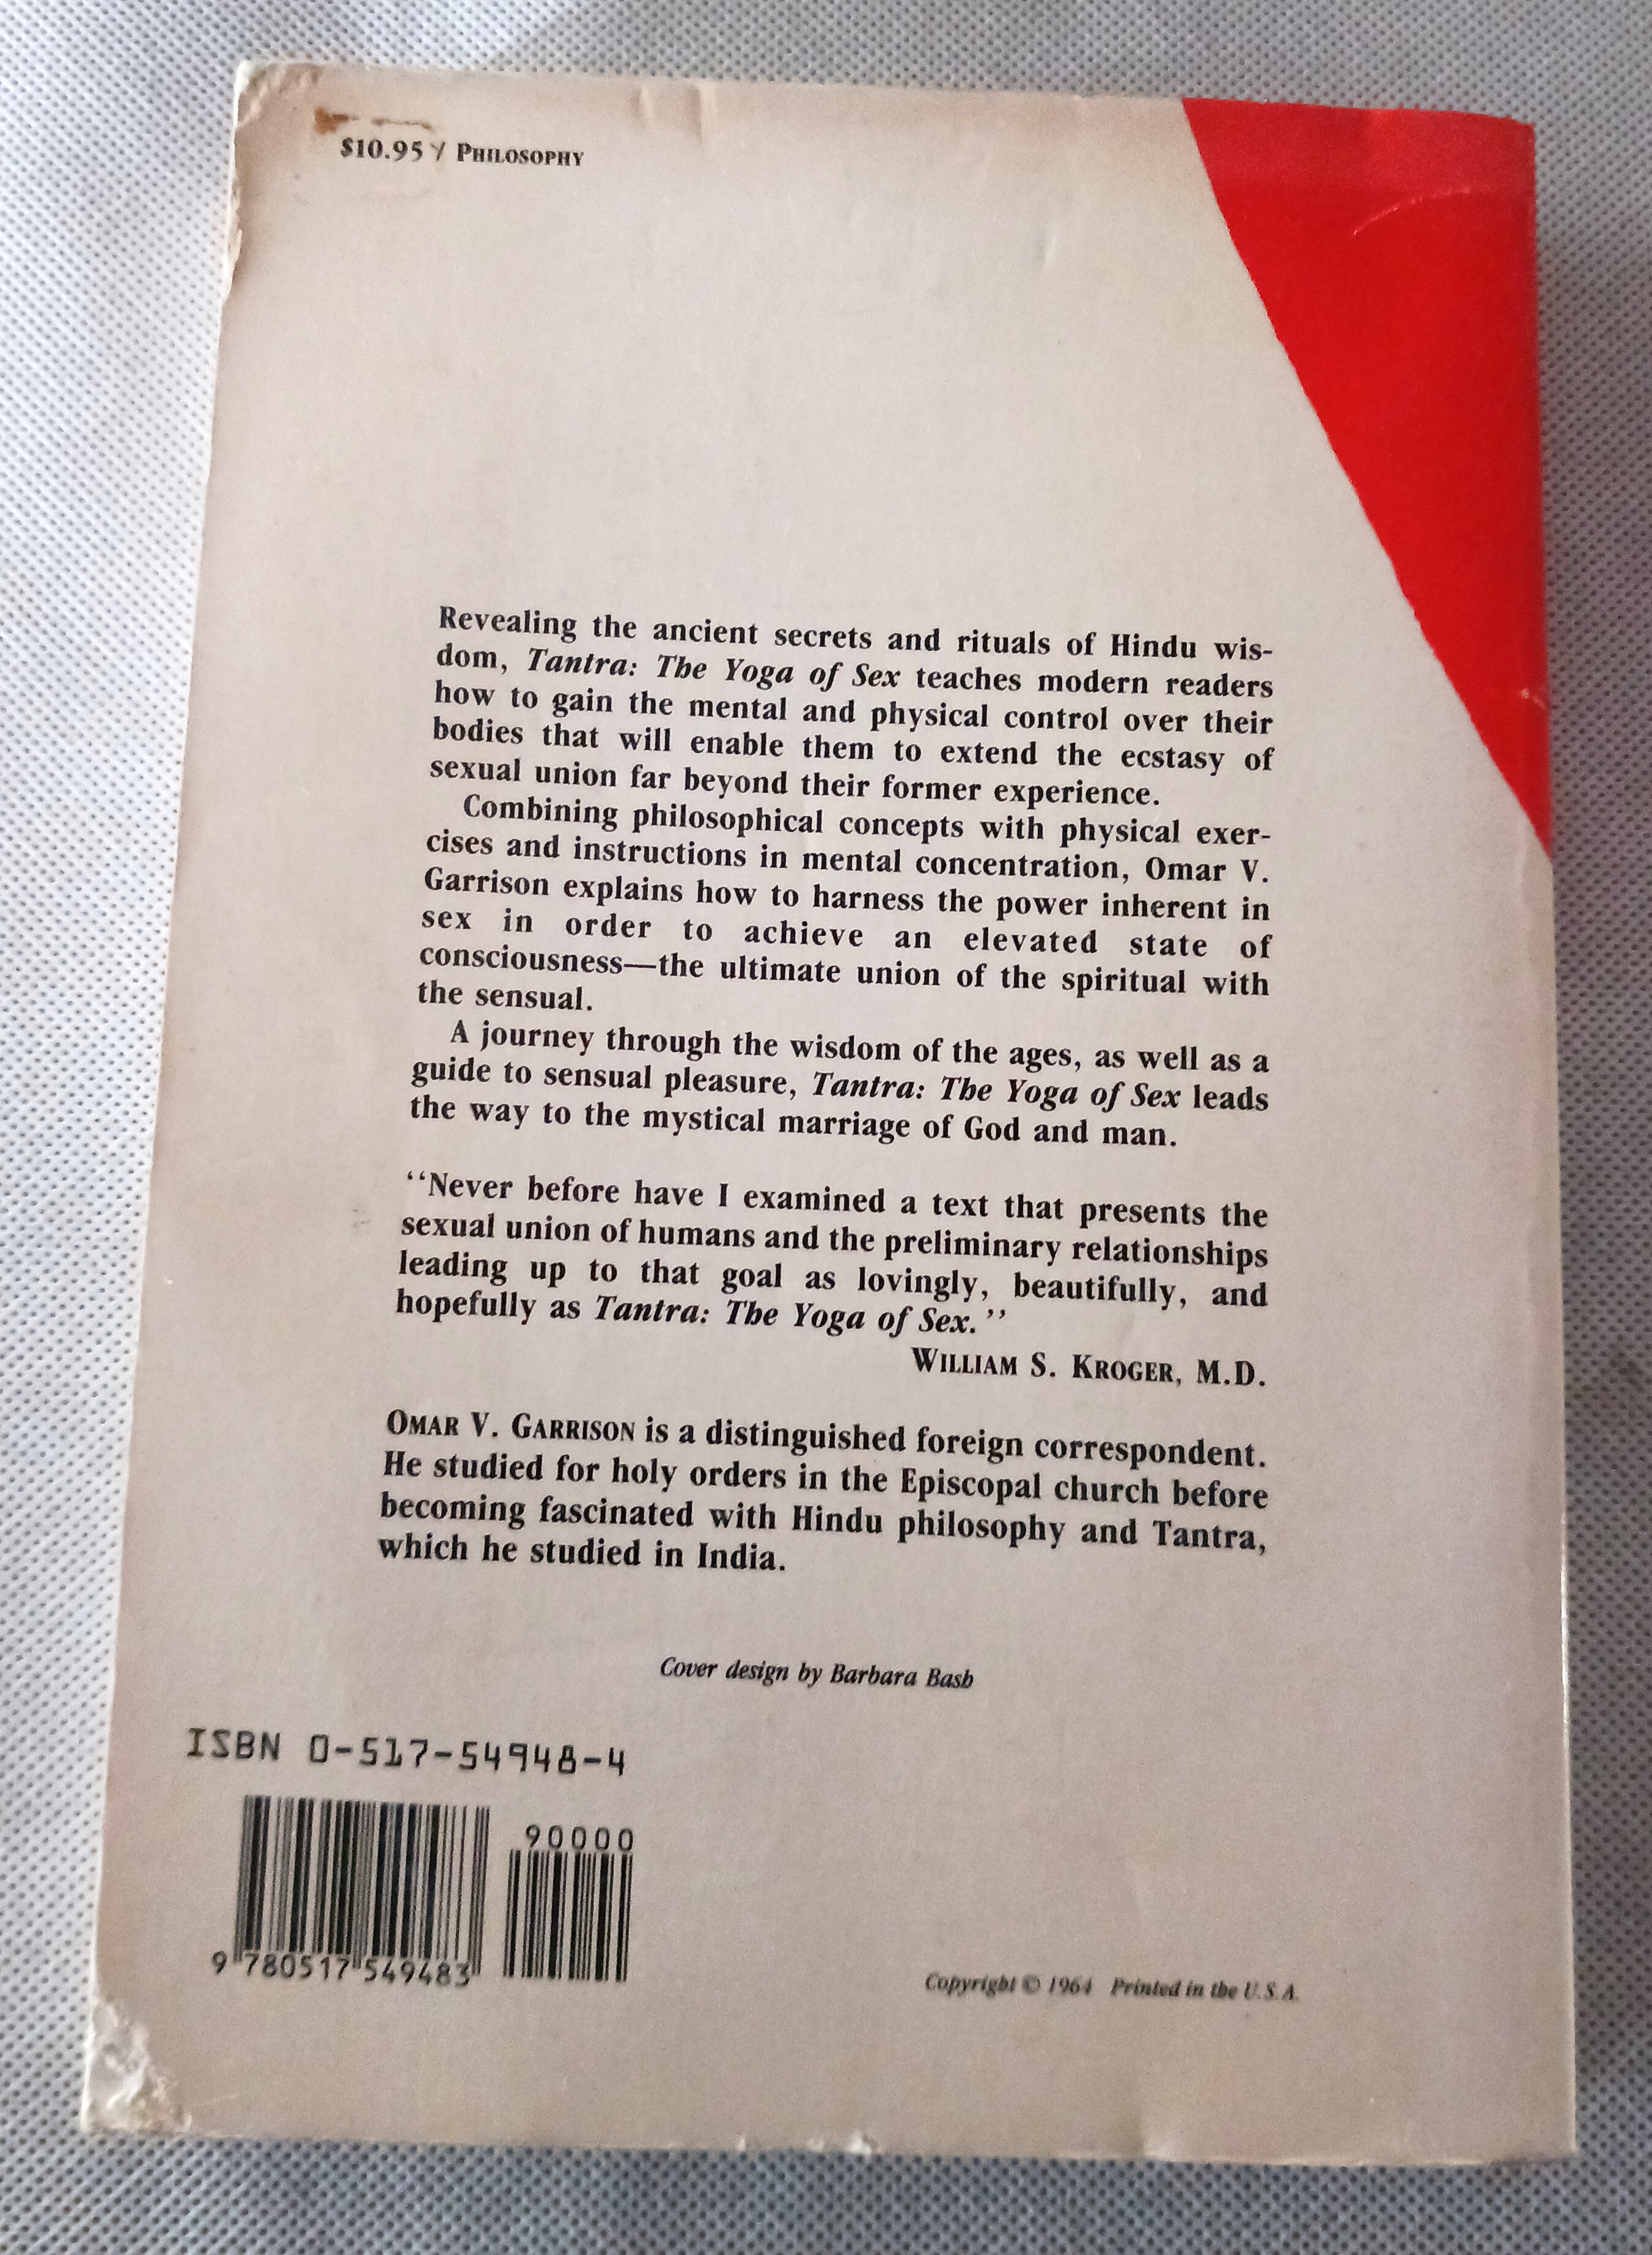 $10.95 / PHILOSOPHY
Revealing the ancient secrets and rituals of Hindu wis-
dom, Tantra: The Yoga of Sex teaches modern readers
how to gain the mental and physical control over their
bodies that will enable them to extend the ecstasy of
sexual union far beyond their former experience.
Combining philosophical concepts with physical exer-
cises and instructions in mental concentration, Omar V.
Garrison explains how to harness the power inherent in
sex in order to achieve an elevated state of
consciousness—the ultimate union of the spiritual with
the sensual.
A journey through the wisdom of the ages, as well as a
guide to sensual pleasure, Tantra: The Yoga of Sex leads
the way to the mystical marriage of God and man.
‘‘Never before have I examined a text that presents the
sexual union of humans and the preliminary relationships
leading up to that goal as lovingly, beautifully, and
hopefully as Tantra: The Yoga of Sex.’’
WILLIAM S. KROGER, M.D.
OMAR V. GARRISON is a distinguished foreign correspondent.
He studied for holy orders in the Episcopal church before
becoming fascinated with Hindu philosophy and Tantra,
which he studied in India.
Cover design by Barbara Bash
ISBN 0-517-54948-4
90000
9 780517 549483
Copyright © 1964 Printed in the U.S.A.